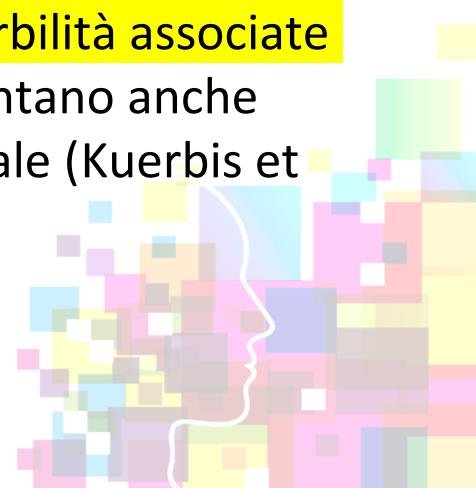 rbilità associate
ntano anche
ale (Kuerbis et